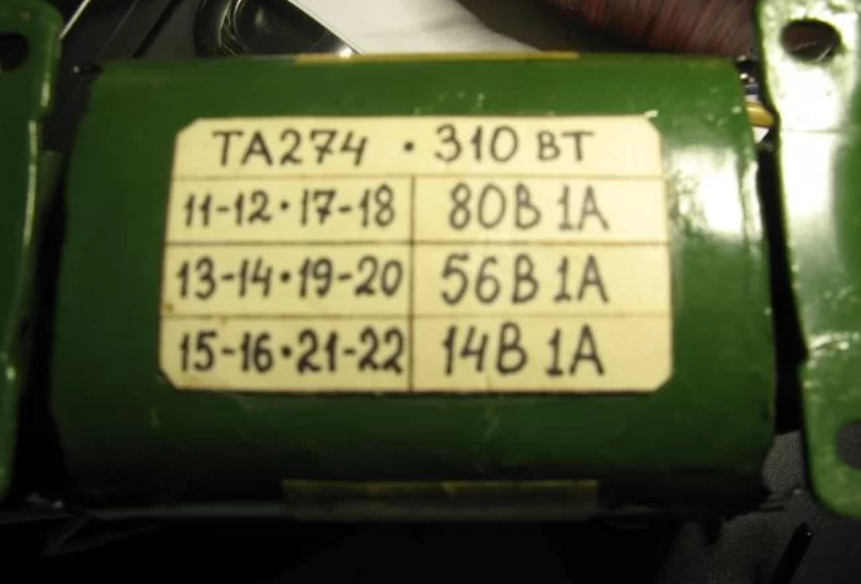 ТА274 · 310 ВТ
11-12·17-18 80В 1А
13-14·19-20 56В 1А
15-16·21-22 14В 1А